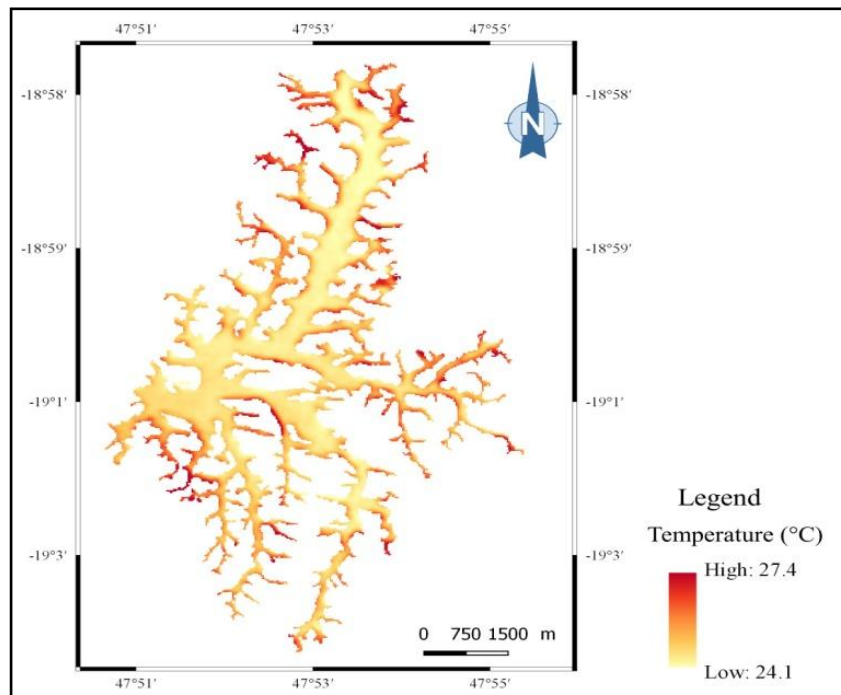 47°51′ 47°53′ 47°55′
-18°58′ -18°58′
N
-18°59′ -18°59′
-19°1′ -19°1′
Legend
Temperature (°C)
-19°3′ -19°3′
High: 27.4
0 750 1500 m
Low: 24.1
47°51′ 47°53′ 47°55′